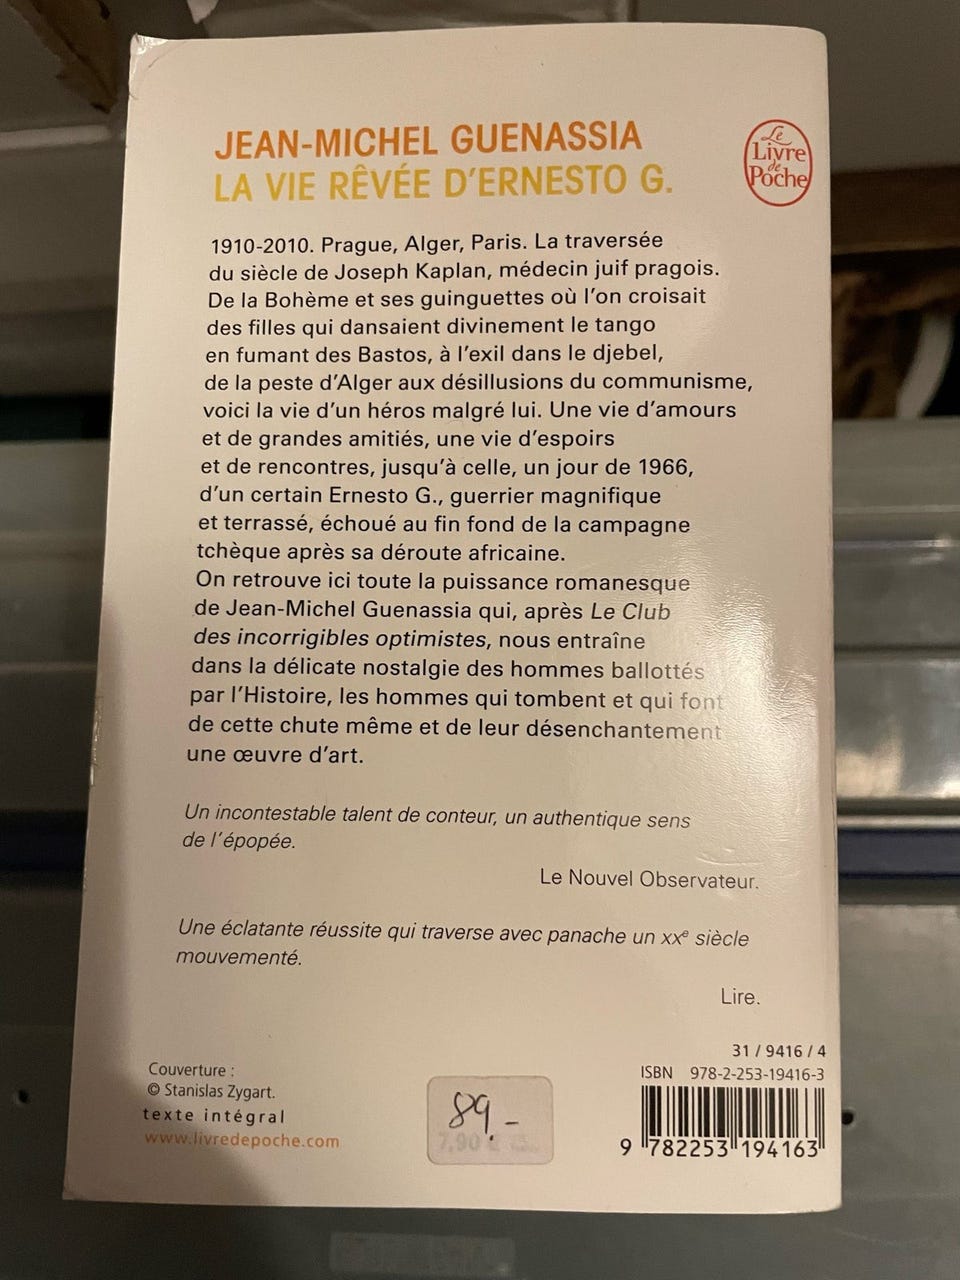 JEAN-MICHEL GUENASSIA
LA VIE RÊVÉE D'ERNESTO G.
Le
Livre
de
Poche
1910-2010. Prague, Alger, Paris. La traversée
du siècle de Joseph Kaplan, médecin juif pragois.
De la Bohème et ses guinguettes où l'on croisait
des filles qui dansaient divinement le tango
en fumant des Bastos, à l'exil dans le djebel,
de la peste d'Alger aux désillusions du communisme,
voici la vie d'un héros malgré lui. Une vie d'amours
et de grandes amitiés, une vie d'espoirs
et de rencontres, jusqu'à celle, un jour de 1966,
d'un certain Ernesto G., guerrier magnifique
et terrassé, échoué au fin fond de la campagne
tchèque après sa déroute africaine.
On retrouve ici toute la puissance romanesque
de Jean-Michel Guenassia qui, après Le Club
des incorrigibles optimistes, nous entraîne
dans la délicate nostalgie des hommes ballottés
par l'Histoire, les hommes qui tombent et qui font
de cette chute même et de leur désenchantement
une œuvre d'art.
Un incontestable talent de conteur, un authentique sens
de l'épopée.
Le Nouvel Observateur.
Une éclatante réussite qui traverse avec panache un XXe siècle
mouvementé.
Lire.
Couverture :
© Stanislas Zygart.
texte intégral
www.livredepoche.com
89.-
7,90 €
31 / 9416 / 4
ISBN 978-2-253-19416-3
9 782253 194163